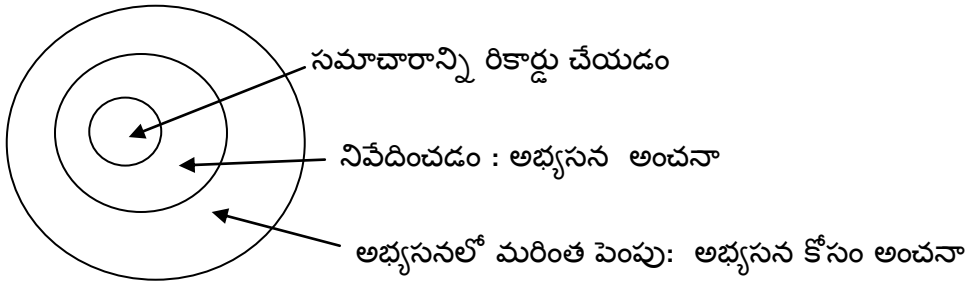 సమాచారాన్ని రికార్డు చేయడం
నివేదించడం : అభ్యసన అంచనా
అభ్యసనలో మరింత పెంపు: అభ్యసన కోసం అంచనా